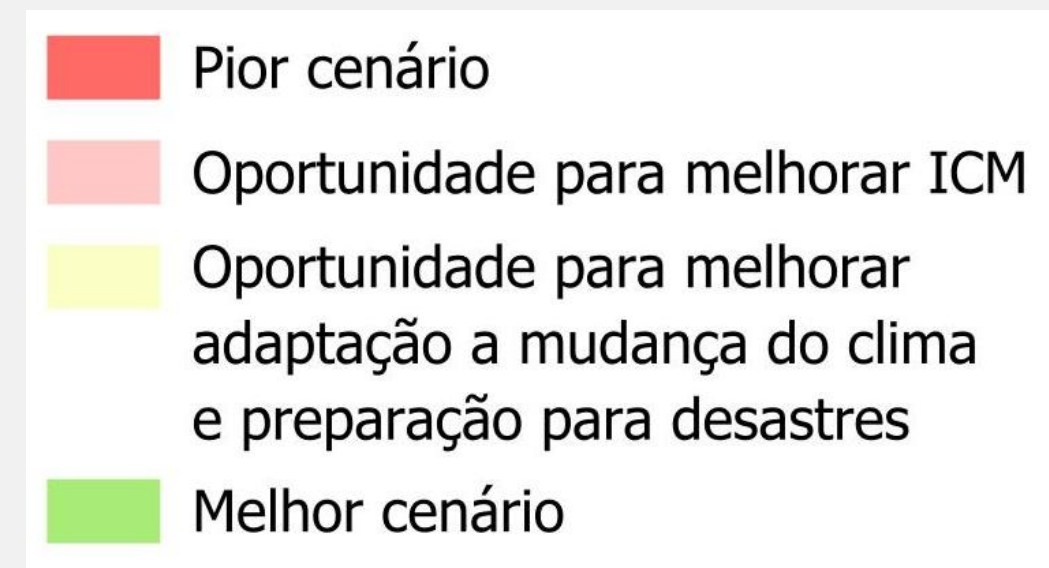 Pior cenário
Oportunidade para melhorar ICM
Oportunidade para melhorar
adaptação a mudança do clima
e preparação para desastres
Melhor cenário